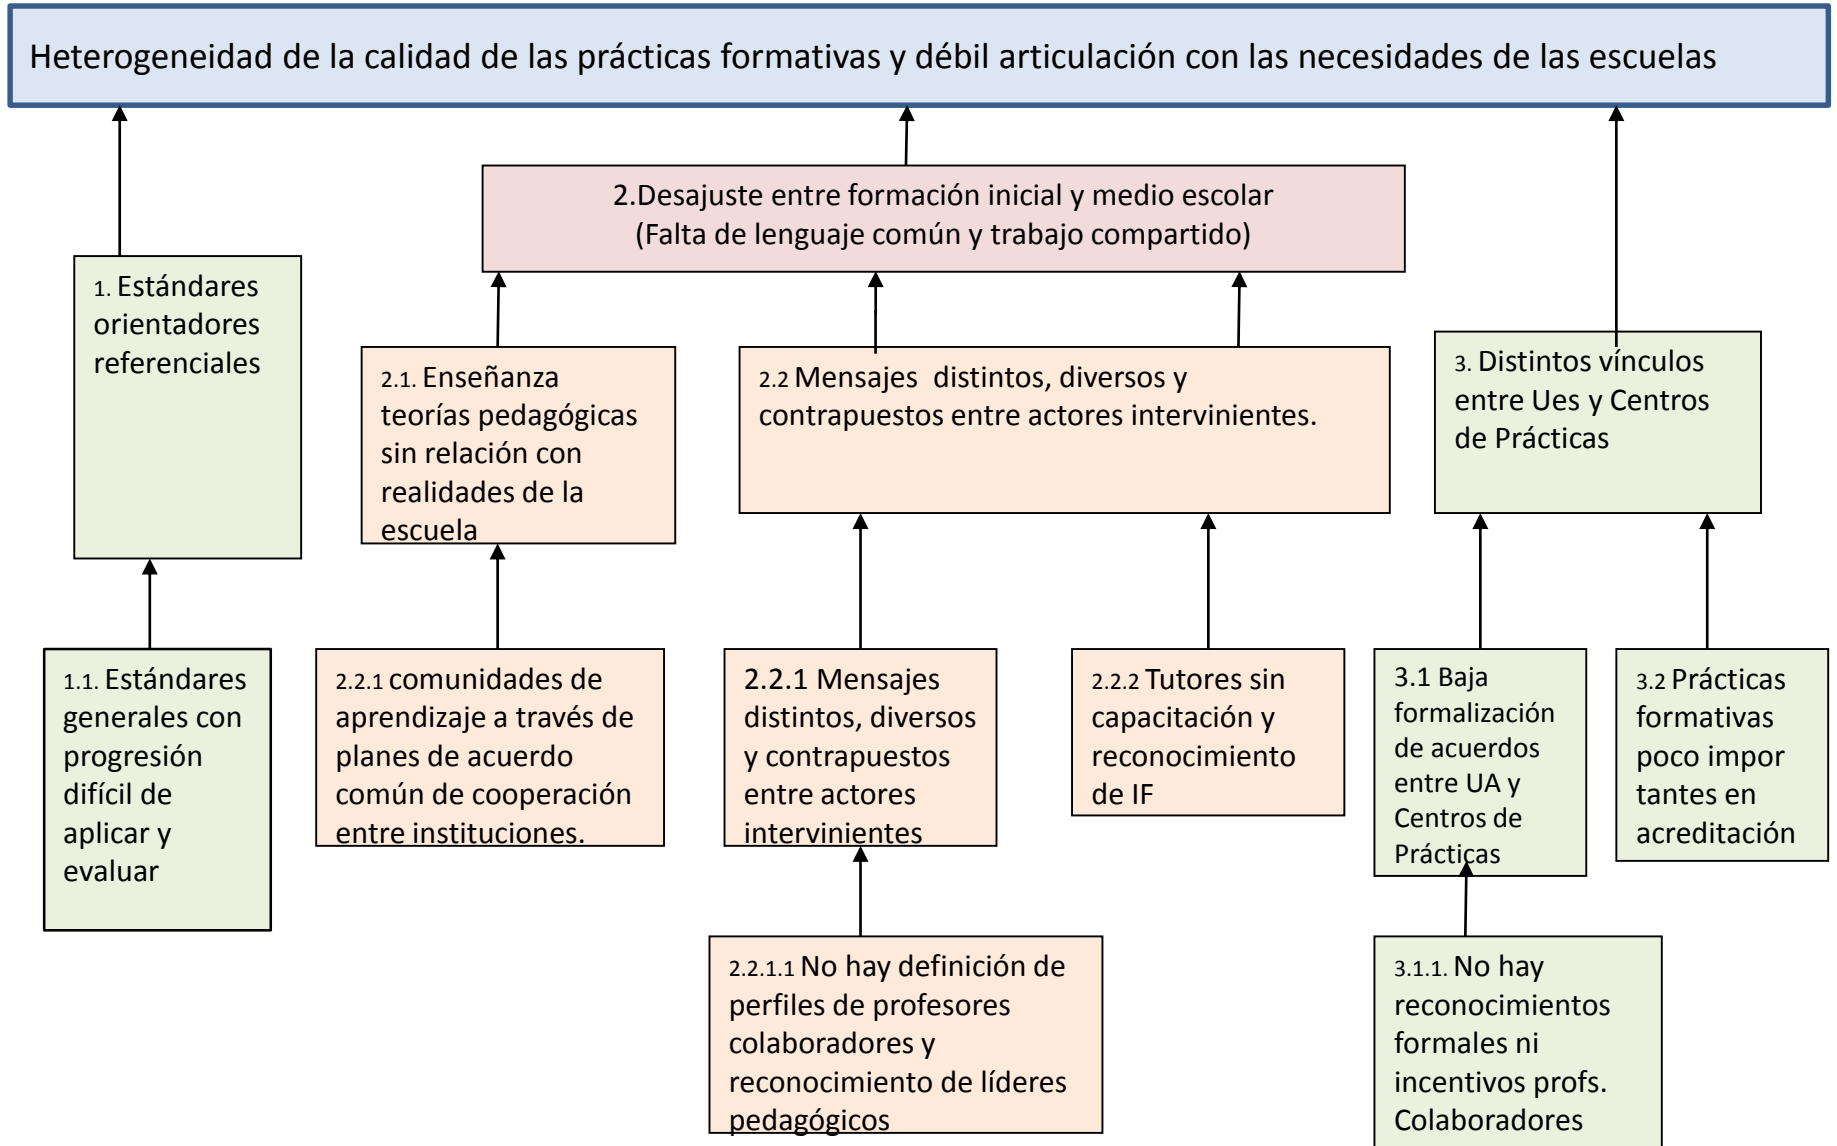 Heterogeneidad de la calidad de las prácticas formativas y débil articulación con las necesidades de las escuelas
2.Desajuste entre formación inicial y medio escolar
(Falta de lenguaje común y trabajo compartido)
1. Estándares
orientadores
referenciales
2.1. Enseñanza
teorías pedagógicas
sin relación con
realidades de la
escuela
2.2 Mensajes  distintos, diversos y
contrapuestos entre actores intervinientes.
3. Distintos vínculos
entre Ues y Centros
de Prácticas
1.1. Estándares
generales con
progresión
difícil de
aplicar y
evaluar
2.2.1 comunidades de
aprendizaje a través de
planes de acuerdo
común de cooperación
entre instituciones.
2.2.1 Mensajes
distintos, diversos
y contrapuestos
entre actores
intervinientes
2.2.2 Tutores sin
capacitación y
reconocimiento
de IF
3.1 Baja
formalización
de acuerdos
entre UA y
Centros de
Prácticas
3.2 Prácticas
formativas
poco impor
tantes en
acreditación
2.2.1.1 No hay definición de
perfiles de profesores
colaboradores y
reconocimiento de líderes
pedagógicos
3.1.1. No hay
reconocimientos
formales ni
incentivos profs.
Colaboradores